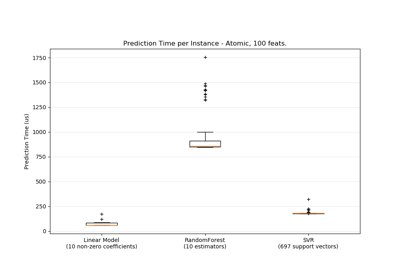 Prediction Time per Instance - Atomic, 100 feats.
1750
1500
1250
1000
750
500
250
0
Prediction Time (us)
Linear Model
(10 non-zero coefficients)
RandomForest
(10 estimators)
SVR
(697 support vectors)